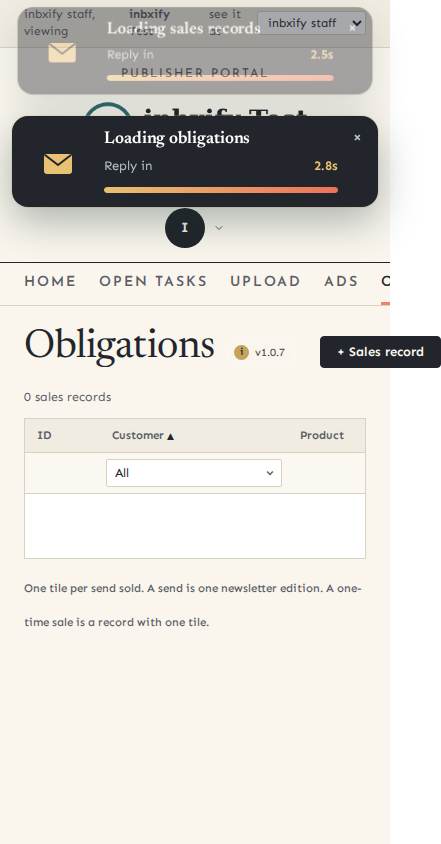 inbxify staff, viewing
inbxify
see it
inbxify staff
Loading sales records ×
Reply in 2.5s
PUBLISHER PORTAL
Loading obligations ×
Reply in 2.8s
I
HOME OPEN TASKS UPLOAD ADS
Obligations i v1.0.7 + Sales record
0 sales records
ID Customer ▲ Product
All
One tile per send sold. A send is one newsletter edition. A one-
time sale is a record with one tile.